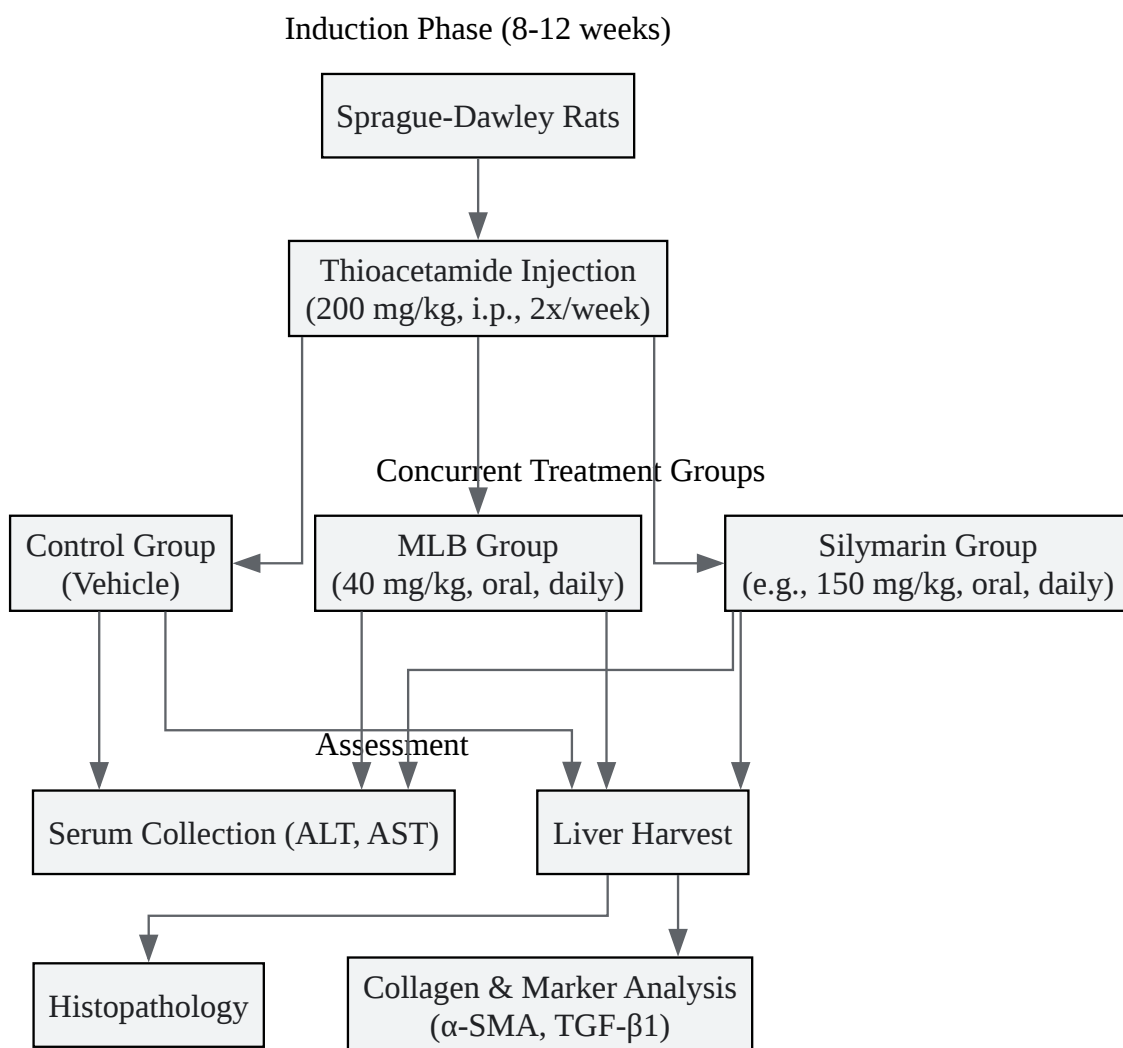 Induction Phase (8-12 weeks)
Sprague-Dawley Rats
Thioacetamide Injection
(200 mg/kg, i.p., 2x/week)
Concurrent Treatment Groups
Control Group
(Vehicle)
MLB Group
(40 mg/kg, oral, daily)
Silymarin Group
(e.g., 150 mg/kg, oral, daily)
Assessment
Serum Collection (ALT, AST)
Liver Harvest
Histopathology
Collagen & Marker Analysis
(α-SMA, TGF-β1)